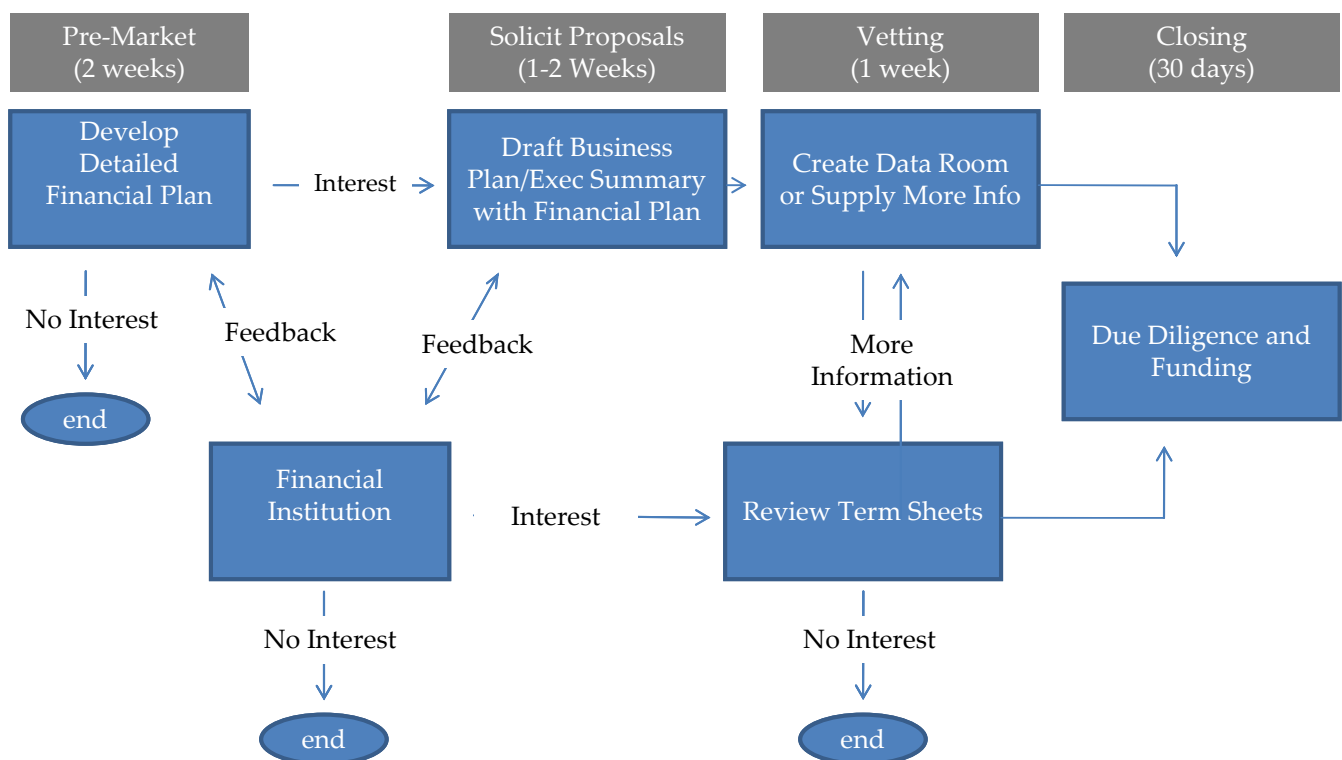 Pre-Market
(2 weeks)
Solicit Proposals
(1-2 Weeks)
Vetting
(1 week)
Closing
(30 days)
Develop
Detailed
Financial Plan
Interest
Draft Business
Plan/Exec Summary
with Financial Plan
Create Data Room
or Supply More Info
No Interest
Feedback
Feedback
More
Information
Due Diligence and
Funding
end
Financial
Institution
Interest
Review Term Sheets
No Interest
No Interest
end
end